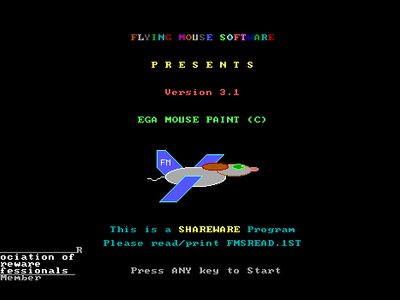 FLYING MOUSE SOFTWARE
P R E S E N T S
Version 3.1
EGA MOUSE PAINT (C)
FM
This is a SHAREWARE Program
Please read/print FMSREAD.1ST
R
ociation of
reware
fessionals
Member
Press ANY key to Start